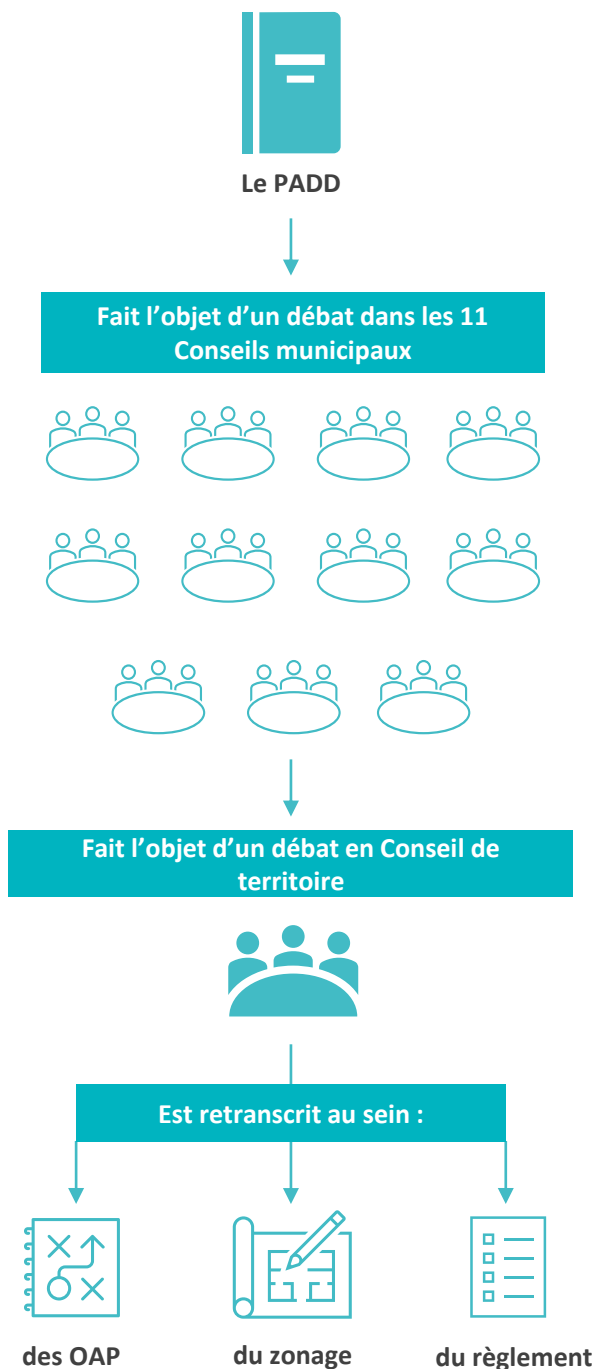 Le PADD
Fait l’objet d’un débat dans les 11
Conseils municipaux
Fait l’objet d’un débat en Conseil de
territoire
Est retranscrit au sein :
des OAP
du zonage
du règlement